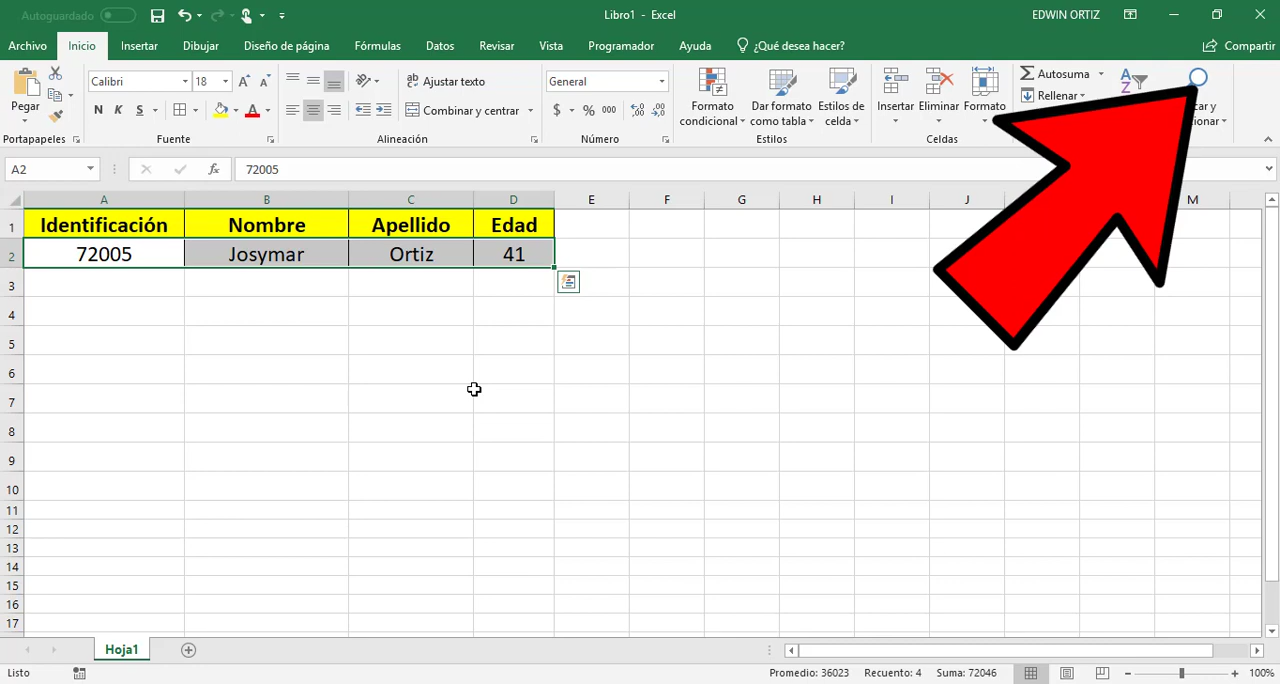 Autoguardado
Libro1 - Excel
EDWIN ORTIZ
Archivo Inicio Insertar Dibujar Diseño de página Fórmulas Datos Revisar Vista Programador Ayuda ¿Qué desea hacer? Compartir
Pegar
Calibri 18
Ajustar texto
General
Formato condicional
Dar formato como tabla
Estilos de celda
Insertar Eliminar Formato
Autosuma
Rellenar
N K S
Combinar y centrar
$ % 000
Portapapeles Fuente Alineación Número Estilos Celdas
A2 fx 72005
A B C D E F G H I J M
1 Identificación Nombre Apellido Edad
2 72005 Josymar Ortiz 41
3
4
5
6
7
8
9
10
11
12
13
14
15
16
17
Hoja1
Listo Promedio: 36023 Recuento: 4 Suma: 72046 100%